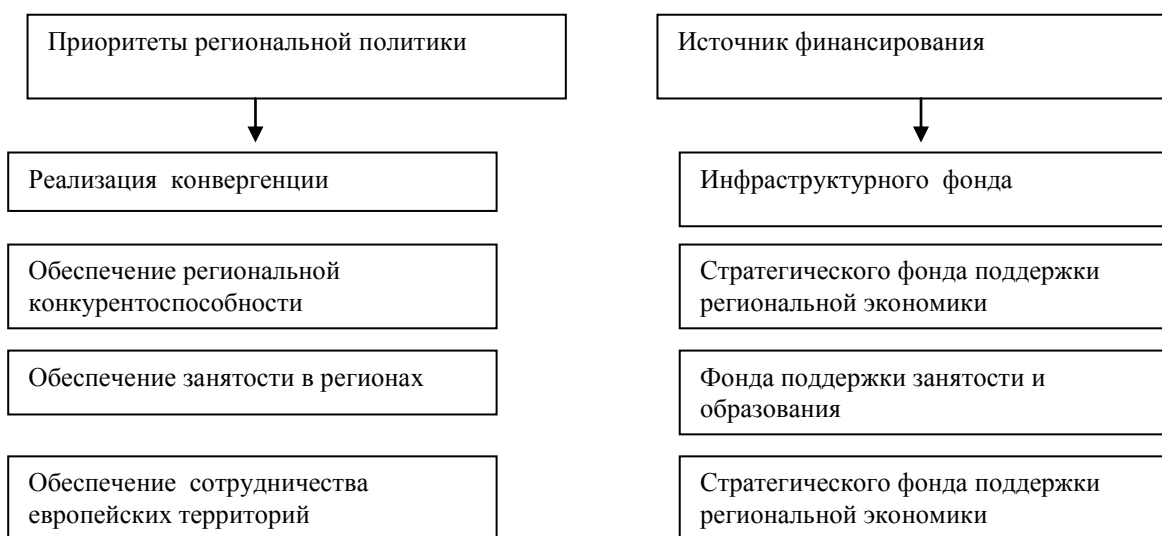 Приоритеты региональной политики
Источник финансирования
Реализация конвергенции
Инфраструктурного фонда
Обеспечение региональной
конкурентоспособности
Стратегического фонда поддержки
региональной экономики
Обеспечение занятости в регионах
Фонда поддержки занятости и
образования
Обеспечение сотрудничества
европейских территорий
Стратегического фонда поддержки
региональной экономики